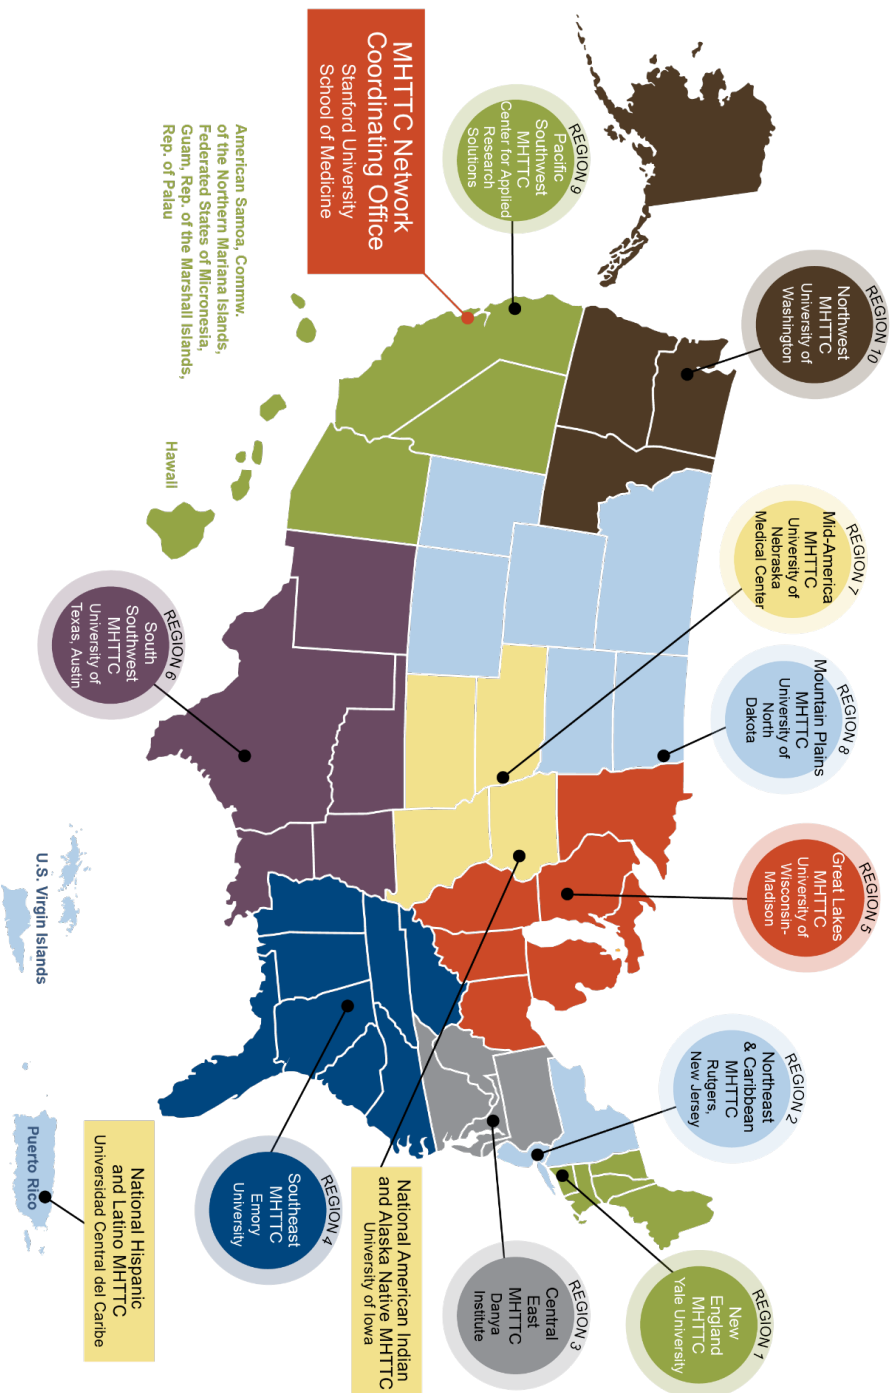 REGION 10
Northwest
MHTTC
University of
Washington
REGION 9
Pacific
Southwest
MHTTC
Center for Applied
Research
Solutions
MHTTC Network
Coordinating Office
Stanford University
School of Medicine
American Samoa, Commw.
of the Northern Mariana Islands,
Federated States of Micronesia,
Guam, Rep. of the Marshall Islands,
Rep. of Palau
Hawaii
REGION 7
Mid-America
MHTTC
University of
Nebraska
Medical Center
REGION 8
Mountain Plains
MHTTC
University of
North
Dakota
REGION 5
Great Lakes
MHTTC
University of
Wisconsin-
Madison
REGION 6
South
Southwest
MHTTC
University of
Texas, Austin
REGION 2
Northeast
& Caribbean
MHTTC
Rutgers,
New Jersey
REGION 1
New
England
MHTTC
Yale University
REGION 3
Central
East
MHTTC
Danya
Institute
National American Indian
and Alaska Native MHTTC
University of Iowa
REGION 4
Southeast
MHTTC
Emory
University
U.S. Virgin Islands
Puerto Rico
National Hispanic
and Latino MHTTC
Universidad Central del Caribe